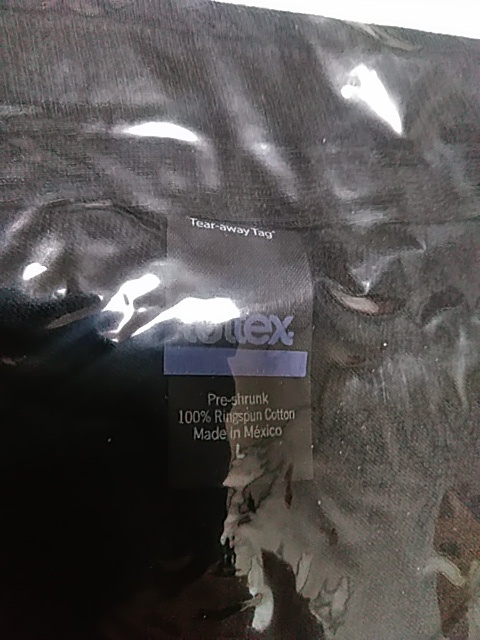 Tear-away Tag®
Pre-shrunk
100% Ringspun Cotton
Made in México
L